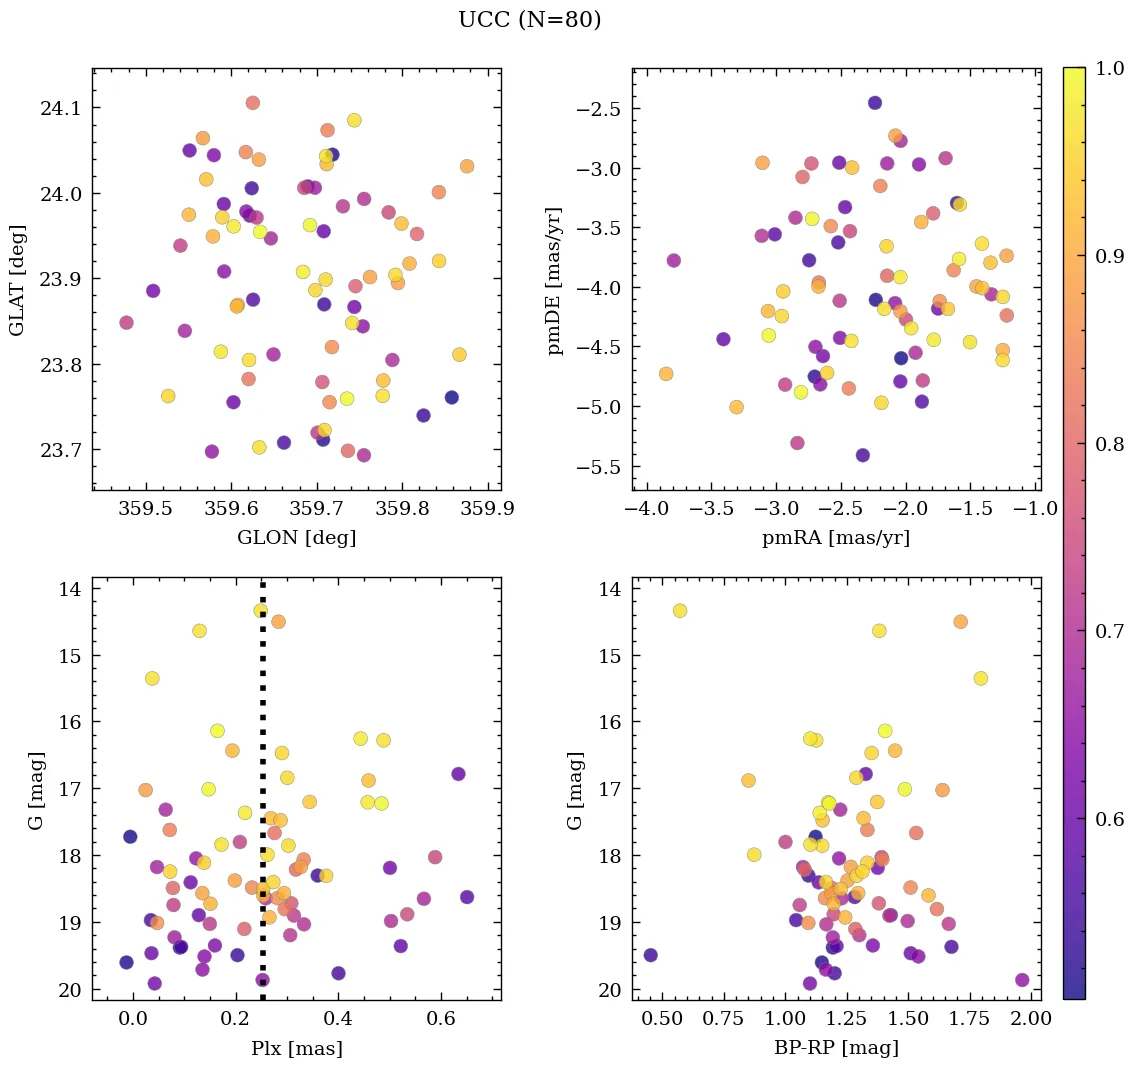 UCC (N=80)
24.1
24.0
23.9
23.8
23.7
GLAT [deg]
359.5 359.6 359.7 359.8 359.9
GLON [deg]
−2.5
−3.0
−3.5
−4.0
−4.5
−5.0
−5.5
pmDE [mas/yr]
−4.0 −3.5 −3.0 −2.5 −2.0 −1.5 −1.0
pmRA [mas/yr]
1.0
0.9
0.8
0.7
0.6
14
15
16
17
18
19
20
G [mag]
0.0 0.2 0.4 0.6
Plx [mas]
14
15
16
17
18
19
20
G [mag]
0.50 0.75 1.00 1.25 1.50 1.75 2.00
BP-RP [mag]